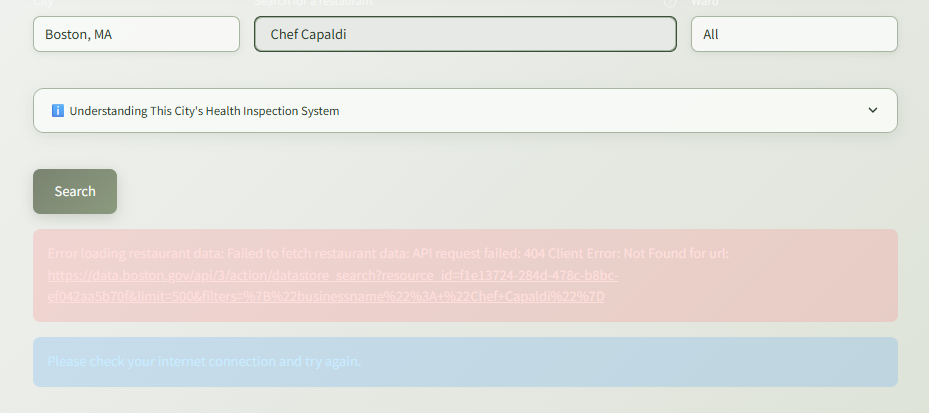 City Search for a restaurant Ward
Boston, MA Chef Capaldi All
Understanding This City's Health Inspection System
Search
Error loading restaurant data: Failed to fetch restaurant data: API request failed: 404 Client Error: Not Found for url:
https://data.boston.gov/api/3/action/datastore_search?resource_id=f1e13724-284d-478c-b8bc-
ef042aa5b70f&limit=500&filters=%7B%22businessname%22%3A+%22Chef+Capaldi%22%7D
Please check your internet connection and try again.